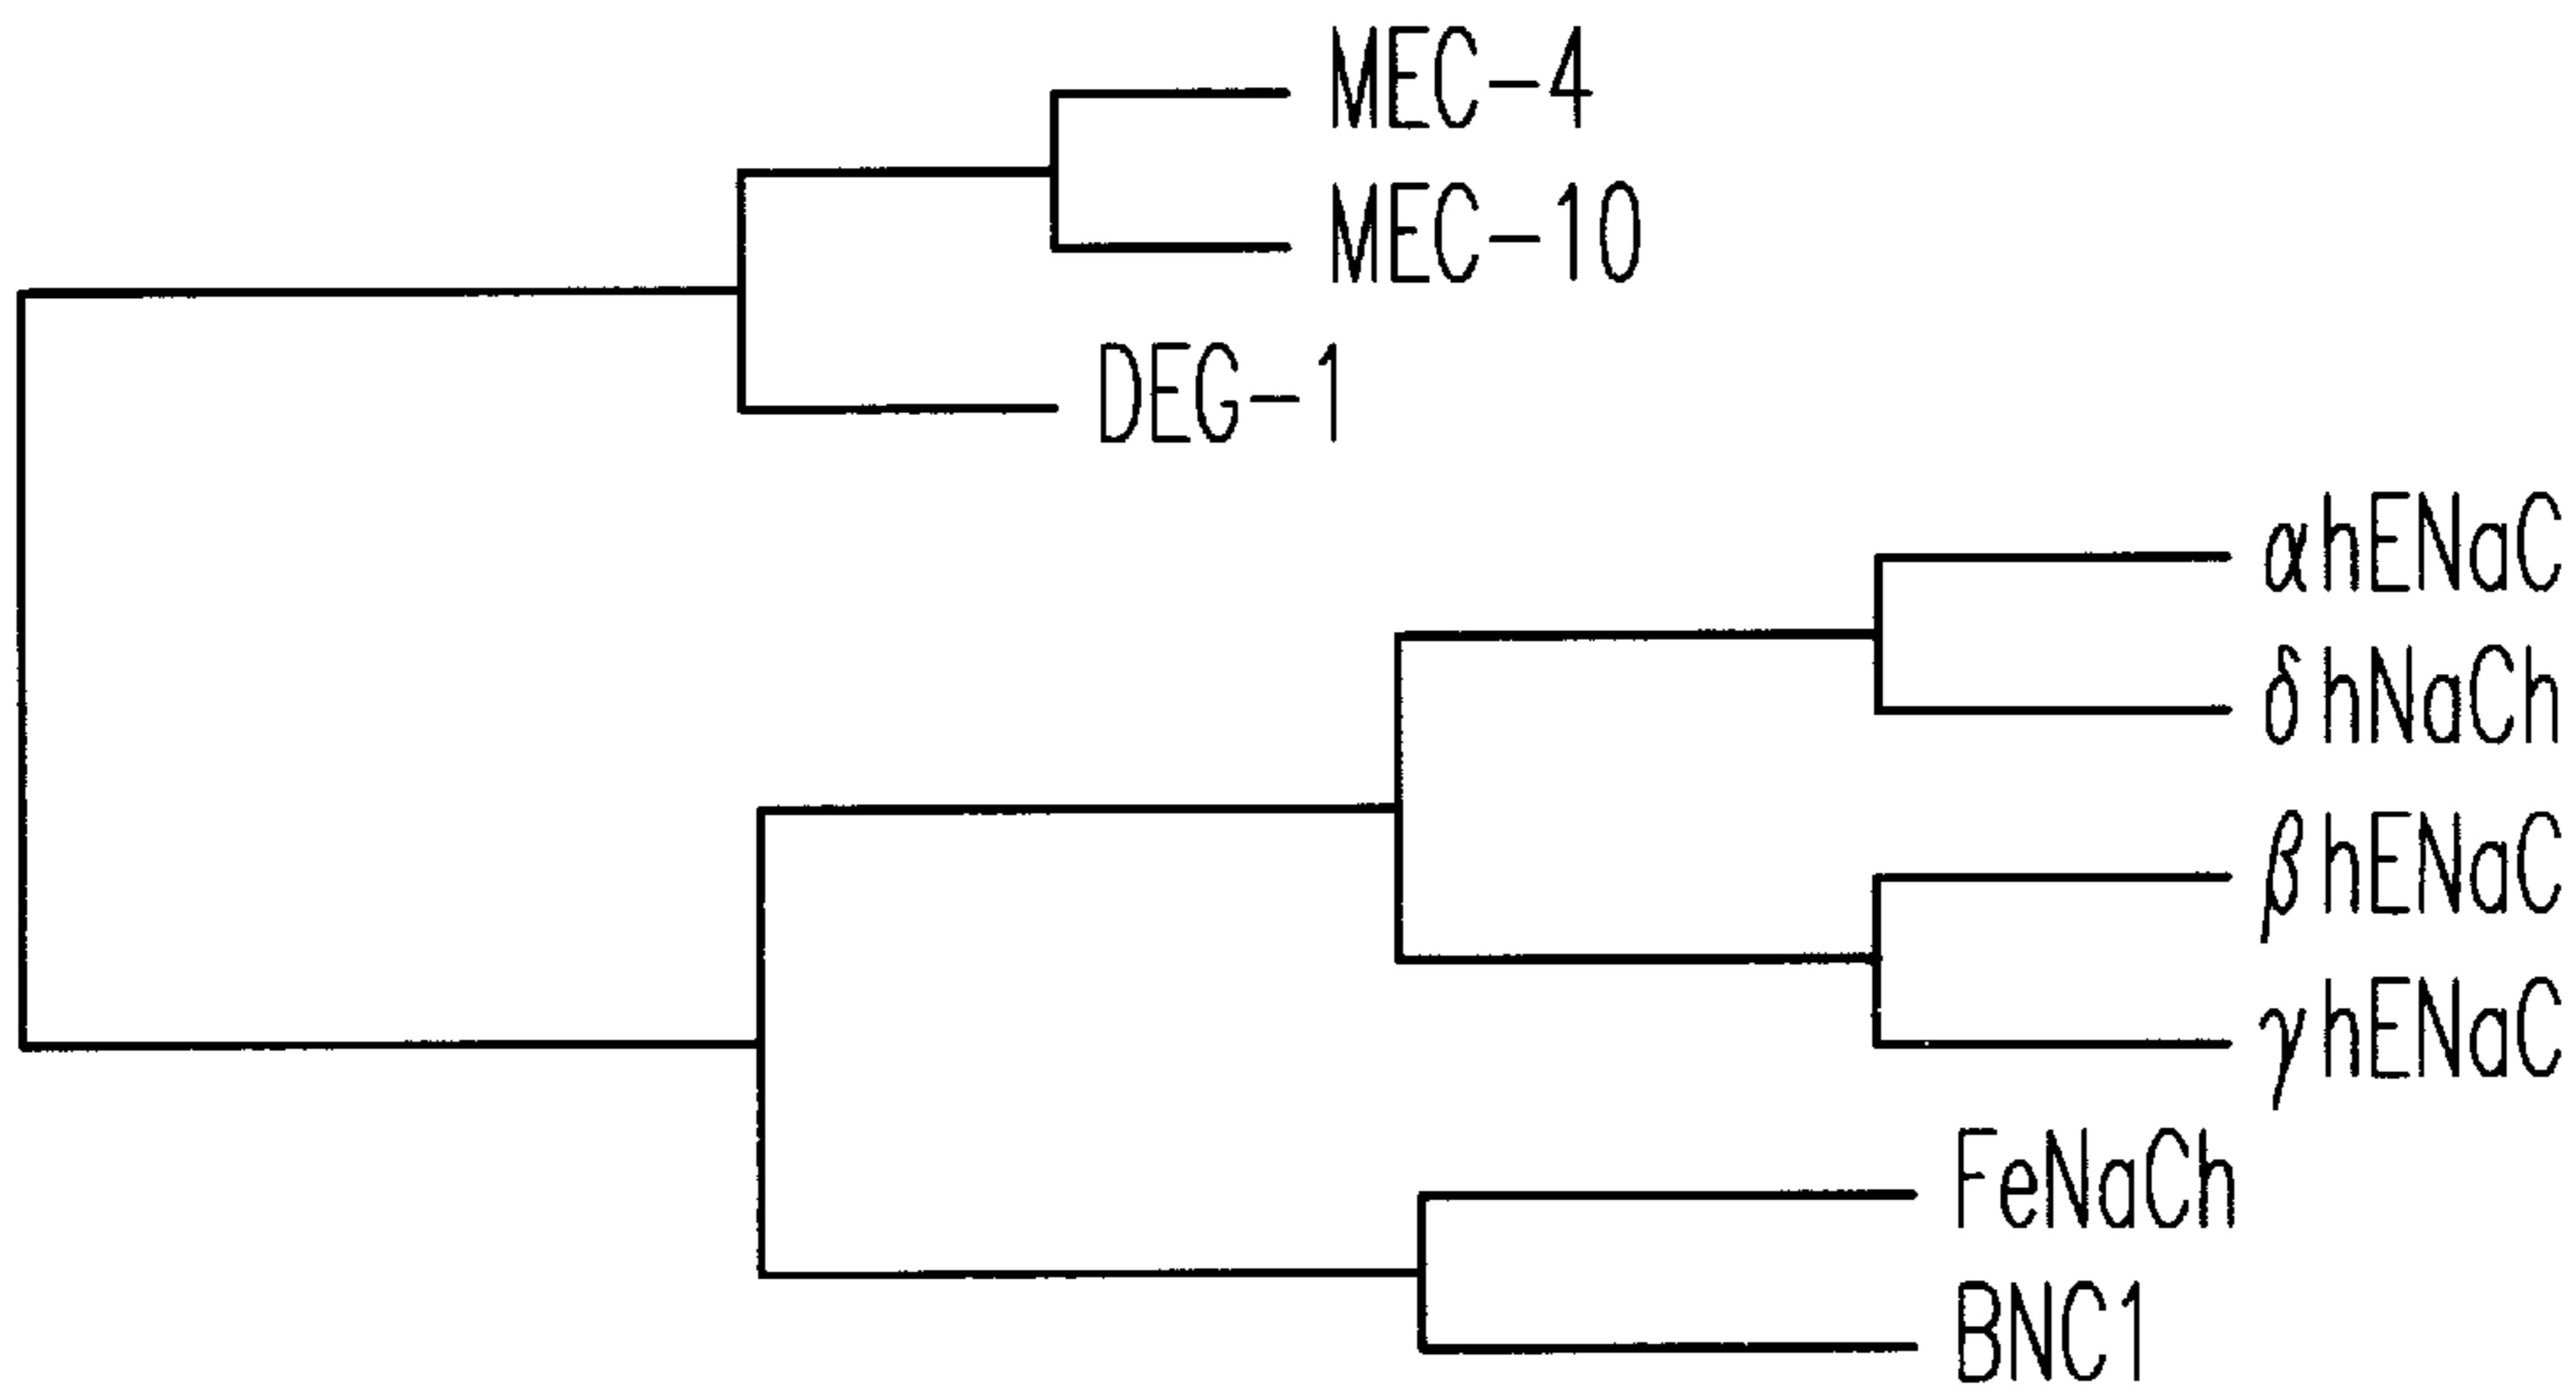 MEC-4
MEC-10
DEG-1
αhENaC
δhNaCh
βhENaC
γhENaC
FeNaCh
BNC1